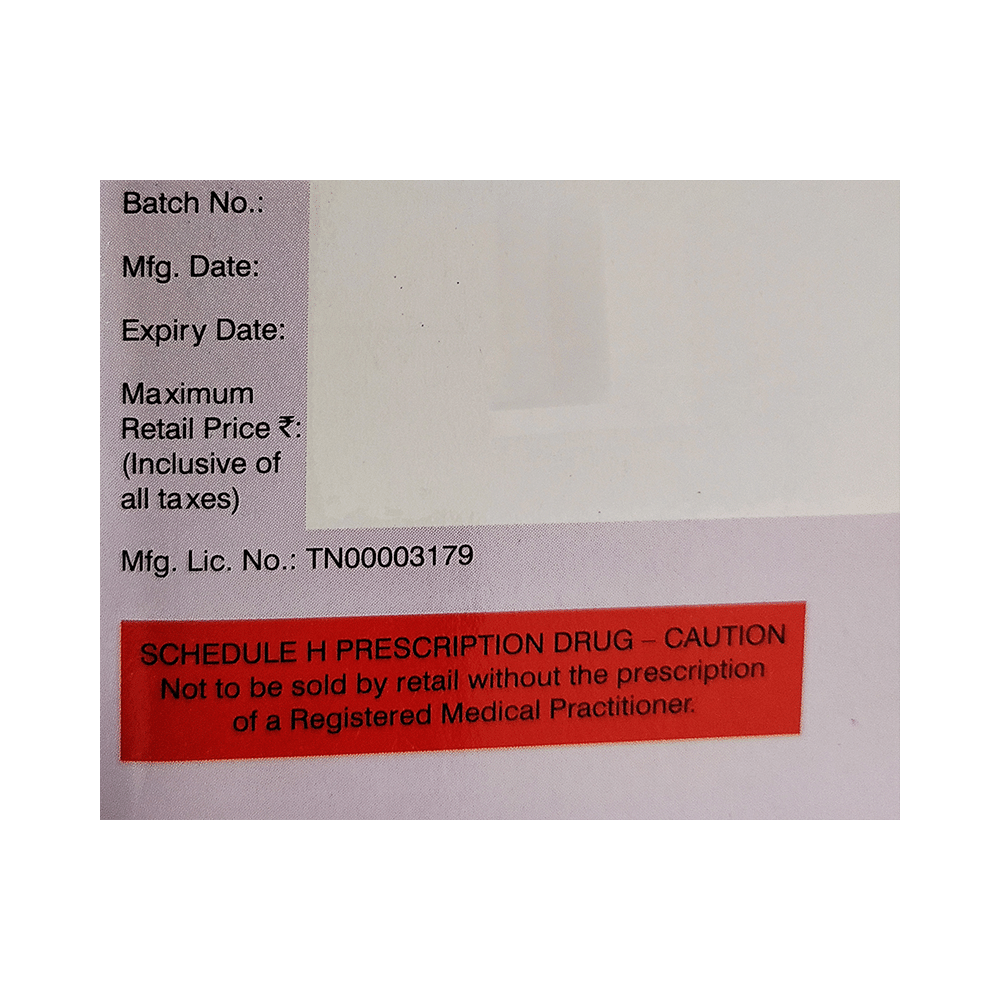 Batch No.:
Mfg. Date:
Expiry Date:
Maximum
Retail Price ₹:
(Inclusive of
all taxes)
Mfg. Lic. No.: TN00003179
SCHEDULE H PRESCRIPTION DRUG – CAUTION
Not to be sold by retail without the prescription
of a Registered Medical Practitioner.